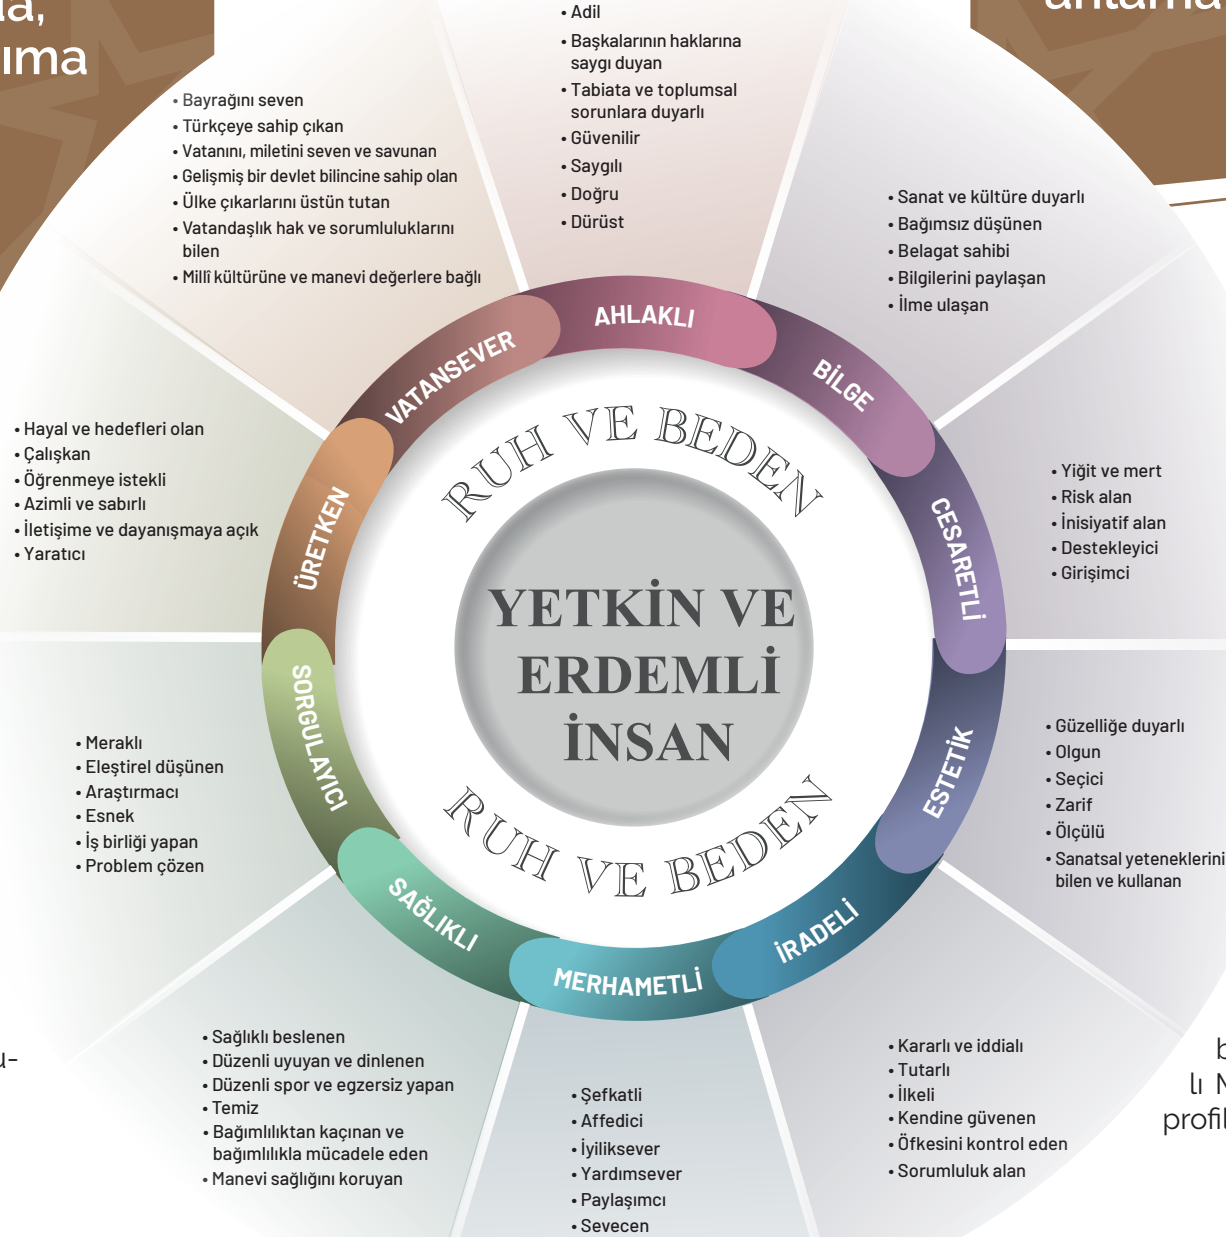 • Adil
• Başkalarının haklarına
saygı duyan
• Tabiata ve toplumsal
sorunlara duyarlı
• Güvenilir
• Saygılı
• Doğru
• Dürüst
• Bayrağını seven
• Türkçeye sahip çıkan
• Vatanını, miletini seven ve savunan
• Gelişmiş bir devlet bilincine sahip olan
• Ülke çıkarlarını üstün tutan
• Vatandaşlık hak ve sorumluluklarını
bilen
• Millî kültürüne ve manevi değerlere bağlı
• Sanat ve kültüre duyarlı
• Bağımsız düşünen
• Belagat sahibi
• Bilgilerini paylaşan
• İlme ulaşan
AHLAKLI
VATANSEVER
BİLGE
ÜRETKEN
CESARETLİ
SORGULAYICI
ESTETİK
SAĞLIKLI
MERHAMETLİ
İRADELİ
RUH VE BEDEN
YETKİN VE
ERDEMLİ
İNSAN
RUH VE BEDEN
• Hayal ve hedefleri olan
• Çalışkan
• Öğrenmeye istekli
• Azimli ve sabırlı
• İletişime ve dayanışmaya açık
• Yaratıcı
• Yiğit ve mert
• Risk alan
• İnisiyatif alan
• Destekleyici
• Girişimci
• Meraklı
• Eleştirel düşünen
• Araştırmacı
• Esnek
• İş birliği yapan
• Problem çözen
• Güzelliğe duyarlı
• Olgun
• Seçici
• Zarif
• Ölçülü
• Sanatsal yeteneklerini
bilen ve kullanan
• Sağlıklı beslenen
• Düzenli uyuyan ve dinlenen
• Düzenli spor ve egzersiz yapan
• Temiz
• Bağımlılıktan kaçınan ve
bağımlılıkla mücadele eden
• Manevi sağlığını koruyan
• Şefkatli
• Affedici
• İyiliksever
• Yardımsever
• Paylaşımcı
• Sevecen
• Kararlı ve iddialı
• Tutarlı
• İlkeli
• Kendine güvenen
• Öfkesini kontrol eden
• Sorumluluk alan